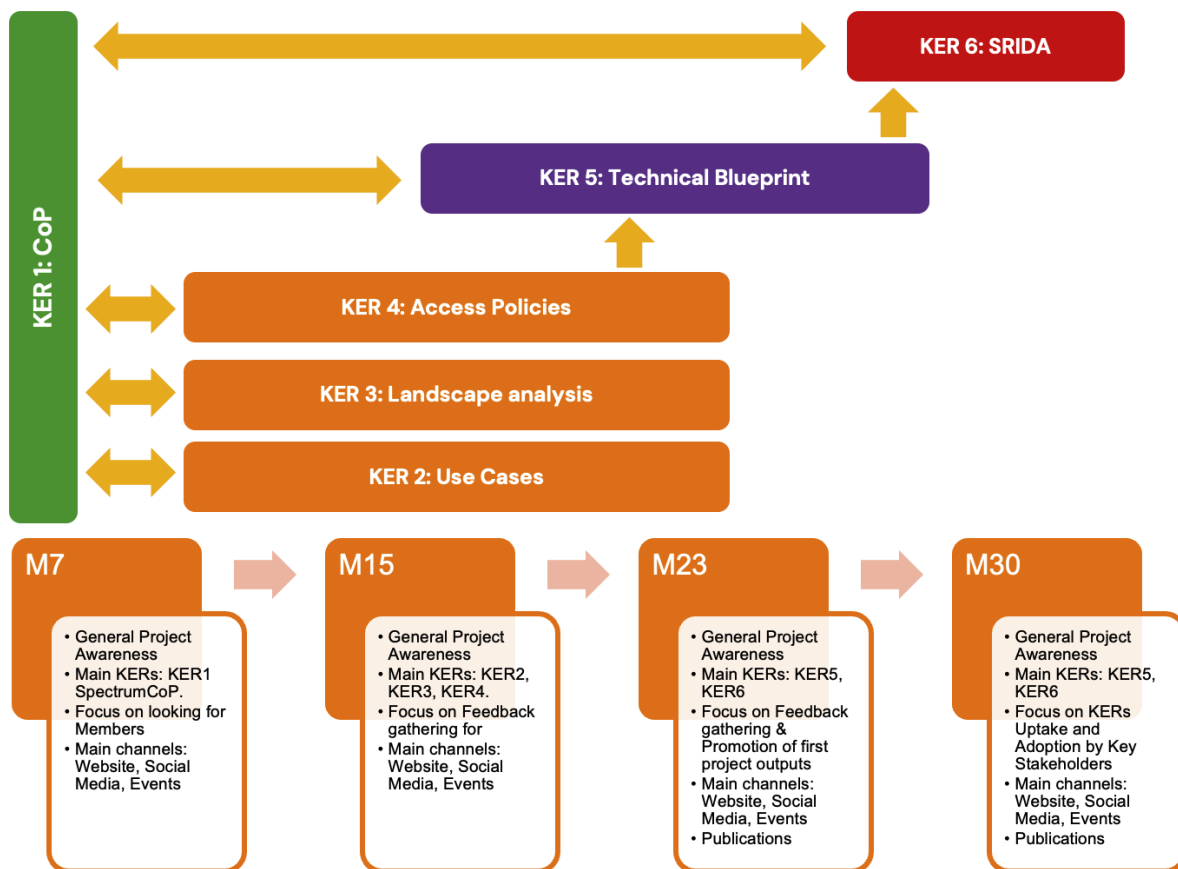 KER 6: SRIDA
KER 5: Technical Blueprint
KER 1: CoP
KER 4: Access Policies
KER 3: Landscape analysis
KER 2: Use Cases
M7
• General Project
Awareness
• Main KERs: KER1
SpectrumCoP.
• Focus on looking for
Members
• Main channels:
Website, Social
Media, Events
M15
• General Project
Awareness
• Main KERs: KER2,
KER3, KER4.
• Focus on Feedback
gathering for
• Main channels:
Website, Social
Media, Events
M23
• General Project
Awareness
• Main KERs: KER5,
KER6
• Focus on Feedback
gathering &
Promotion of first
project outputs
• Main channels:
Website, Social
Media, Events
• Publications
M30
• General Project
Awareness
• Main KERs: KER5,
KER6
• Focus on KERs
Uptake and
Adoption by Key
Stakeholders
• Main channels:
Website, Social
Media, Events
• Publications